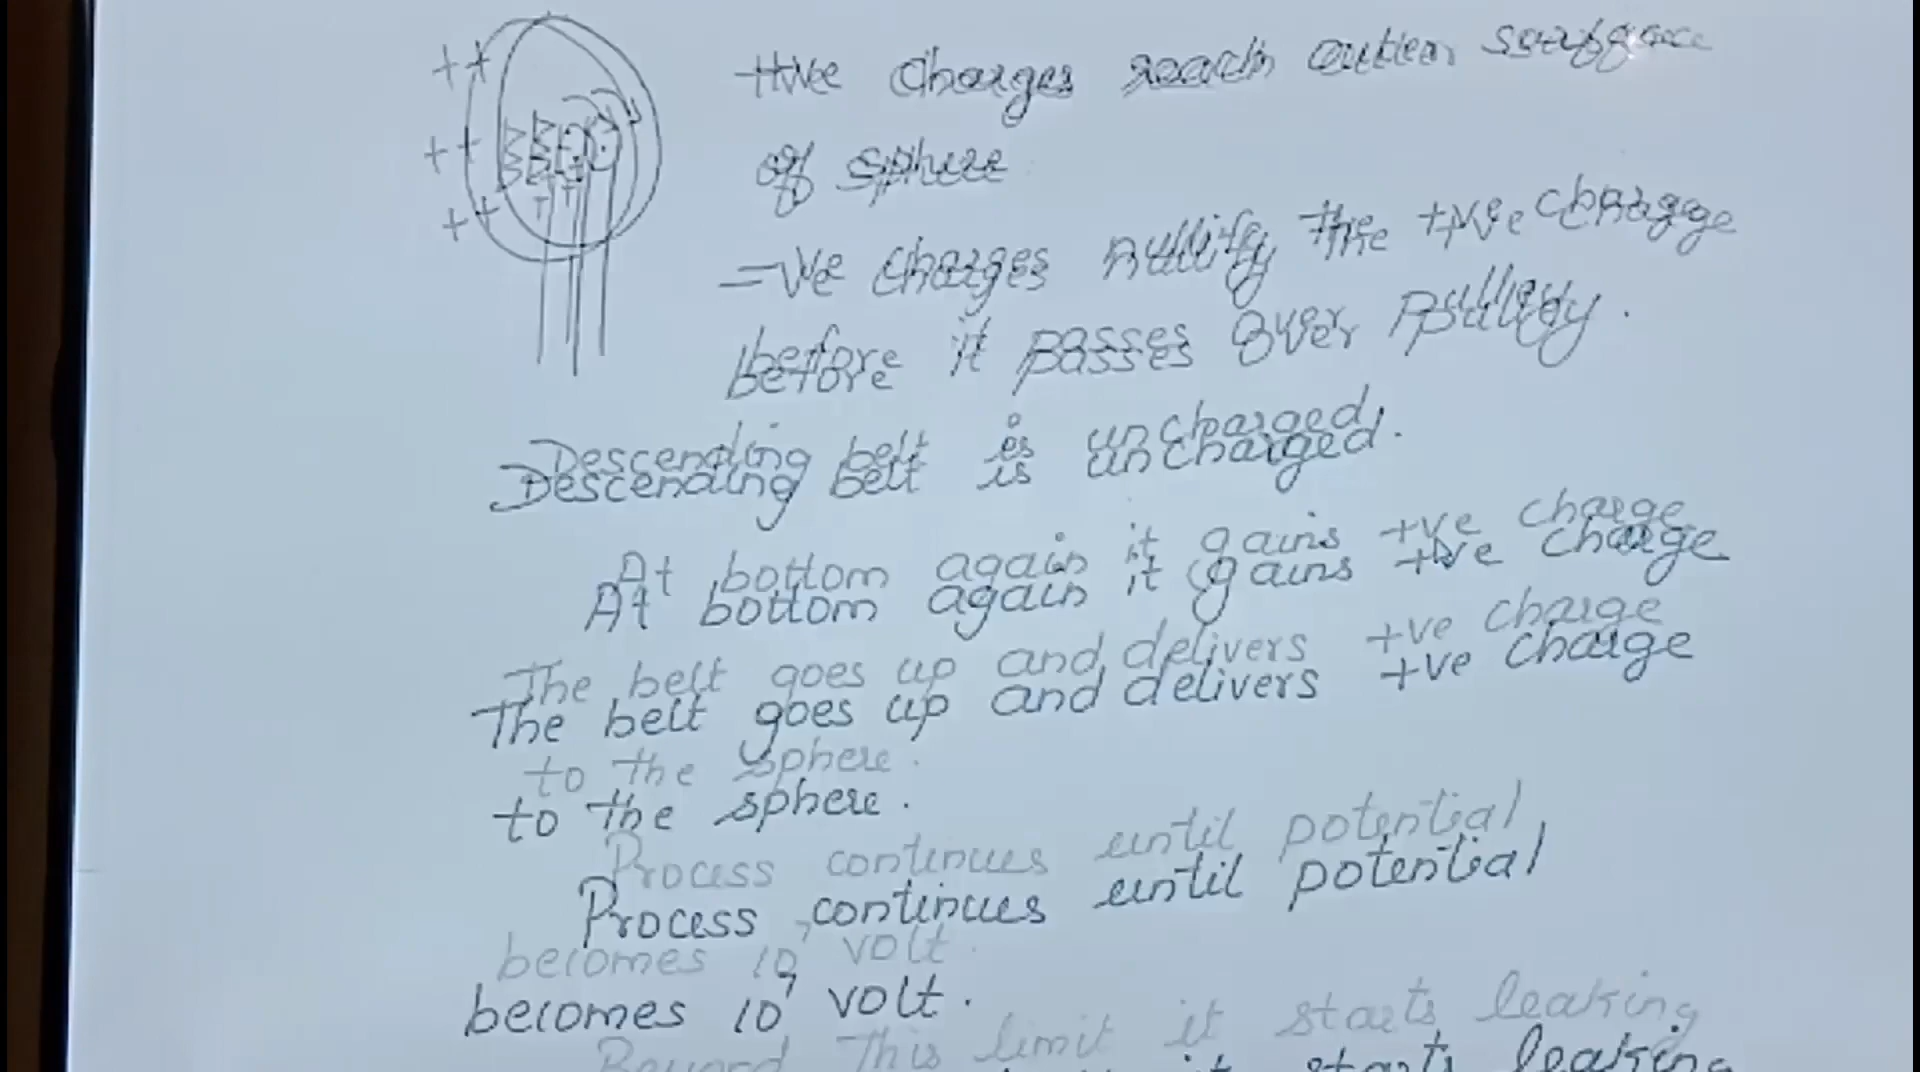 +ve charges reach outer surface
of sphere
-ve charges nullify the +ve charge
before it passes over pulley.
Descending belt is uncharged.
At bottom again it gains +ve charge
The belt goes up and delivers +ve charge
to the sphere.
Process continues until potential
becomes 10⁷ volt.
Beyond This limit it starts leaking